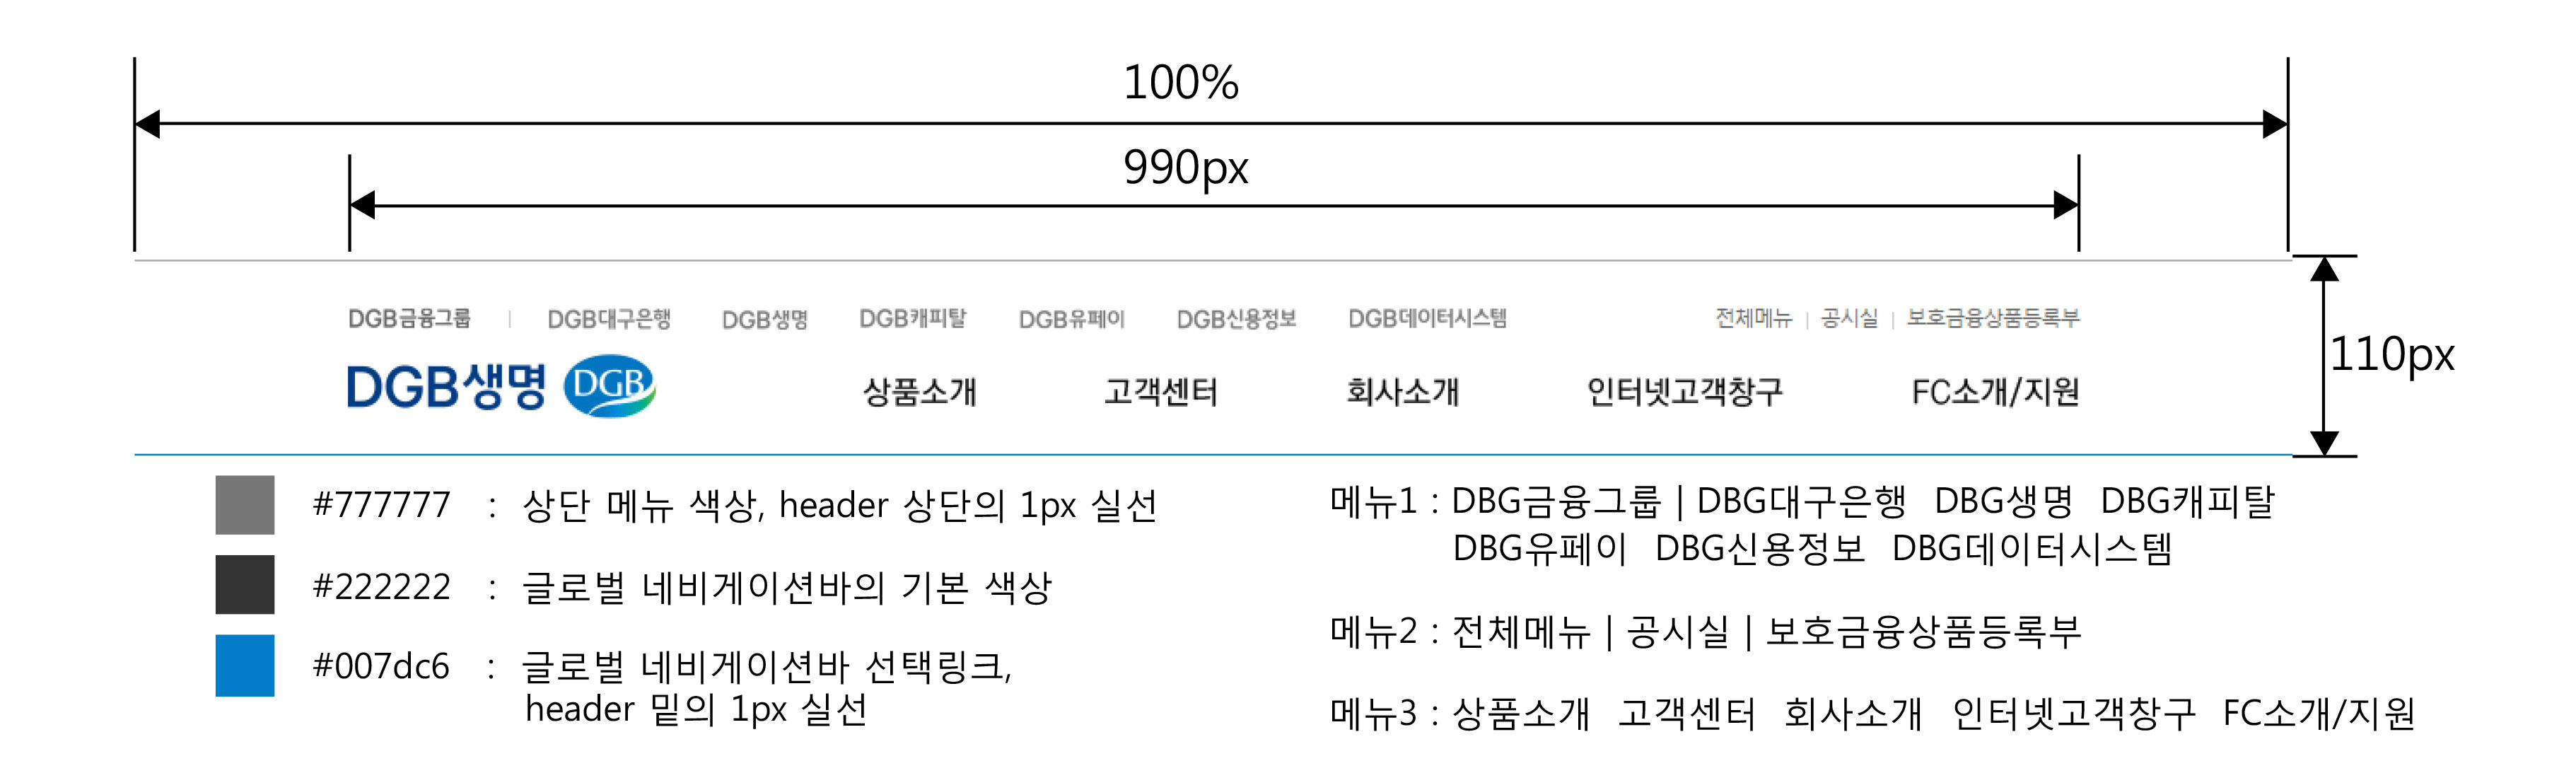 100%
990px
DGB금융그룹 | DGB대구은행 DGB생명 DGB캐피탈 DGB유페이 DGB신용정보 DGB데이터시스템 전체메뉴 | 공시실 | 보호금융상품등록부
DGB생명 DGB 상품소개 고객센터 회사소개 인터넷고객창구 FC소개/지원
110px
#777777 : 상단 메뉴 색상, header 상단의 1px 실선
#222222 : 글로벌 네비게이션바의 기본 색상
#007dc6 : 글로벌 네비게이션바 선택링크,
header 밑의 1px 실선
메뉴1 : DBG금융그룹 | DBG대구은행 DBG생명 DBG캐피탈
DBG유페이 DBG신용정보 DBG데이터시스템
메뉴2 : 전체메뉴 | 공시실 | 보호금융상품등록부
메뉴3 : 상품소개 고객센터 회사소개 인터넷고객창구 FC소개/지원